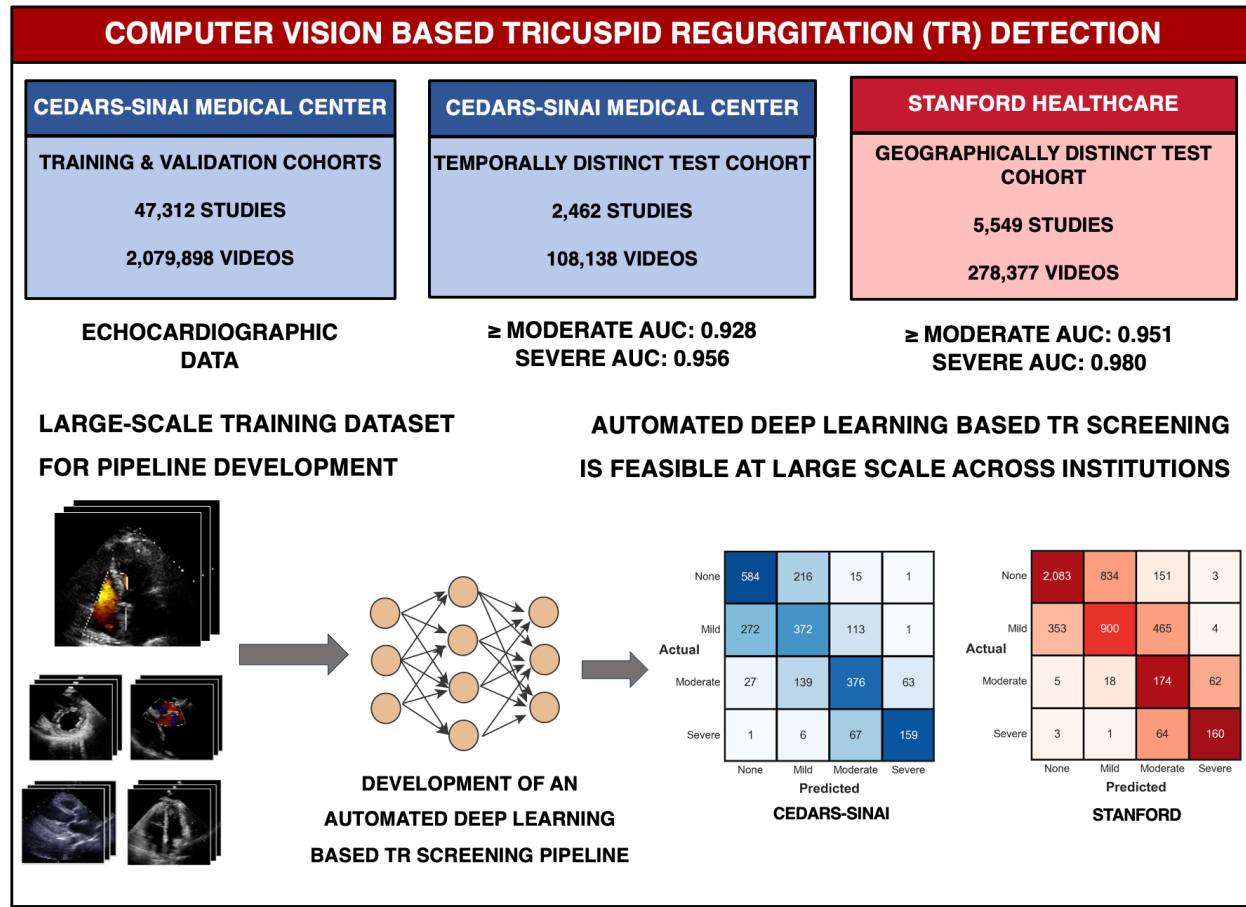 COMPUTER VISION BASED TRICUSPID REGURGITATION (TR) DETECTION
CEDARS-SINAI MEDICAL CENTER
TRAINING & VALIDATION COHORTS
47,312 STUDIES
2,079,898 VIDEOS
CEDARS-SINAI MEDICAL CENTER
TEMPORALLY DISTINCT TEST COHORT
2,462 STUDIES
108,138 VIDEOS
STANFORD HEALTHCARE
GEOGRAPHICALLY DISTINCT TEST
COHORT
5,549 STUDIES
278,377 VIDEOS
ECHOCARDIOGRAPHIC
DATA
≥ MODERATE AUC: 0.928
SEVERE AUC: 0.956
≥ MODERATE AUC: 0.951
SEVERE AUC: 0.980
LARGE-SCALE TRAINING DATASET
FOR PIPELINE DEVELOPMENT
AUTOMATED DEEP LEARNING BASED TR SCREENING
IS FEASIBLE AT LARGE SCALE ACROSS INSTITUTIONS
DEVELOPMENT OF AN
AUTOMATED DEEP LEARNING
BASED TR SCREENING PIPELINE
None 584 216 15 1
Mild 272 372 113 1
Actual
Moderate 27 139 376 63
Severe 1 6 67 159
None Mild Moderate Severe
Predicted
CEDARS-SINAI
None 2,083 834 151 3
Mild 353 900 465 4
Actual
Moderate 5 18 174 62
Severe 3 1 64 160
None Mild Moderate Severe
Predicted
STANFORD